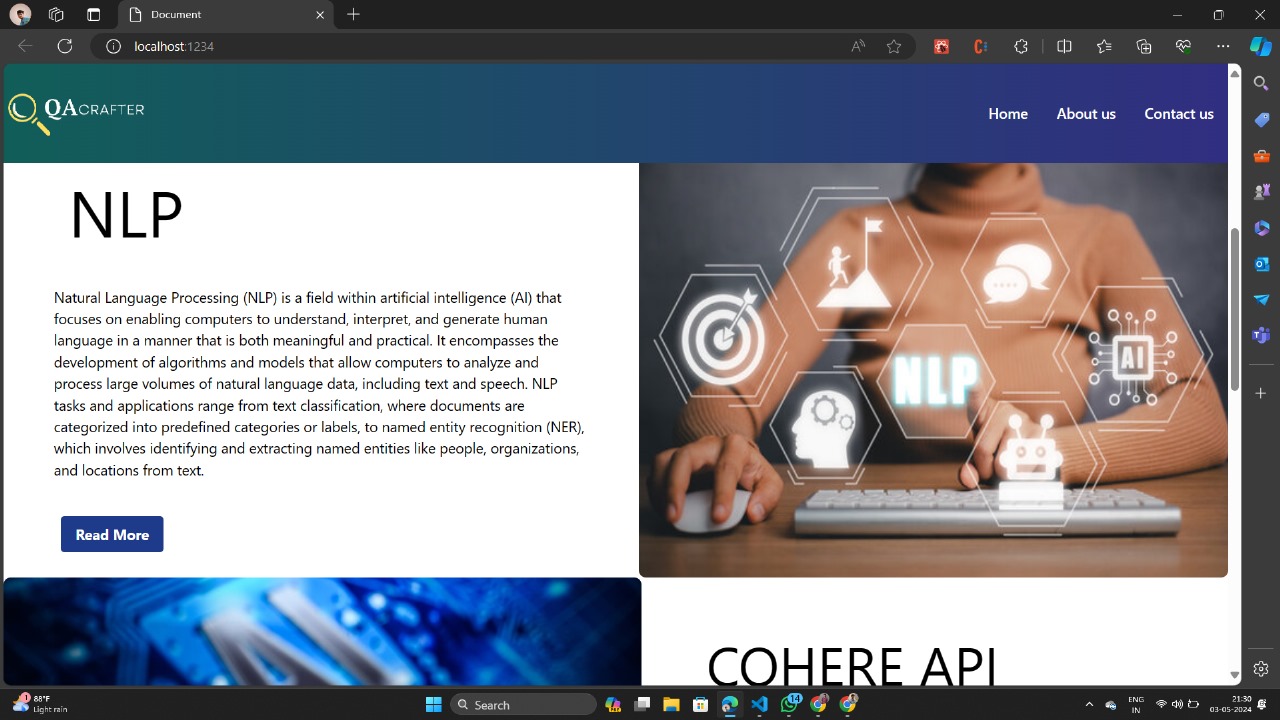 Document
localhost:1234
QACRAFTER
Home About us Contact us
NLP
Natural Language Processing (NLP) is a field within artificial intelligence (AI) that
focuses on enabling computers to understand, interpret, and generate human
language in a manner that is both meaningful and practical. It encompasses the
development of algorithms and models that allow computers to analyze and
process large volumes of natural language data, including text and speech. NLP
tasks and applications range from text classification, where documents are
categorized into predefined categories or labels, to named entity recognition (NER),
which involves identifying and extracting named entities like people, organizations,
and locations from text.
Read More
NLP
AI
COHERE API
1
88°F
Light rain
Search
14
ENG
IN
21:30
03-05-2024